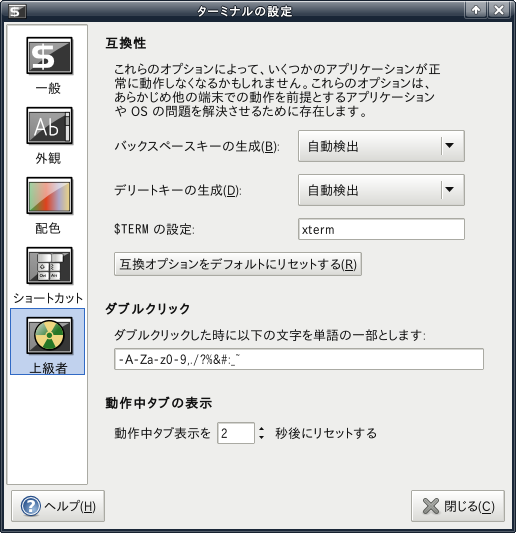 ターミナルの設定
一般
外観
配色
ショートカット
上級者
互換性
これらのオプションによって、いくつかのアプリケーションが正
常に動作しなくなるかもしれません。これらのオプションは、
あらかじめ他の端末での動作を前提とするアプリケーション
や OS の問題を解決させるために存在します。
バックスペースキーの生成(B): 自動検出
デリートキーの生成(D): 自動検出
$TERM の設定: xterm
互換オプションをデフォルトにリセットする(R)
ダブルクリック
ダブルクリックした時に以下の文字を単語の一部とします:
-A-Za-z0-9,./?%&#:_~
動作中タブの表示
動作中タブ表示を 2 秒後にリセットする
ヘルプ(H)
閉じる(C)